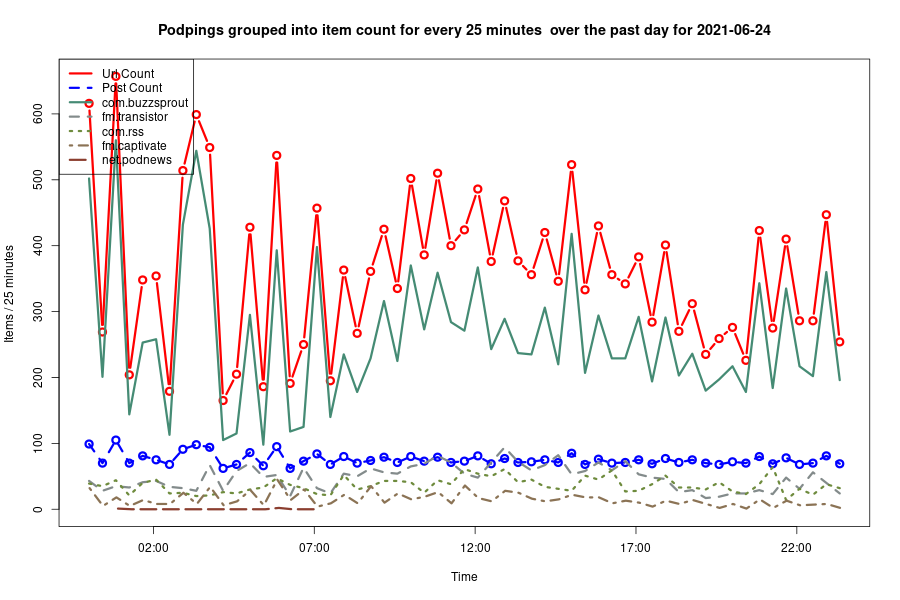 Podpings grouped into item count for every 25 minutes  over the past day for 2021-06-24
Url Count
Post Count
com.buzzsprout
fm.transistor
com.rss
fm.captivate
net.podnews
Items / 25 minutes
600
500
400
300
200
100
0
02:00
07:00
12:00
17:00
22:00
Time